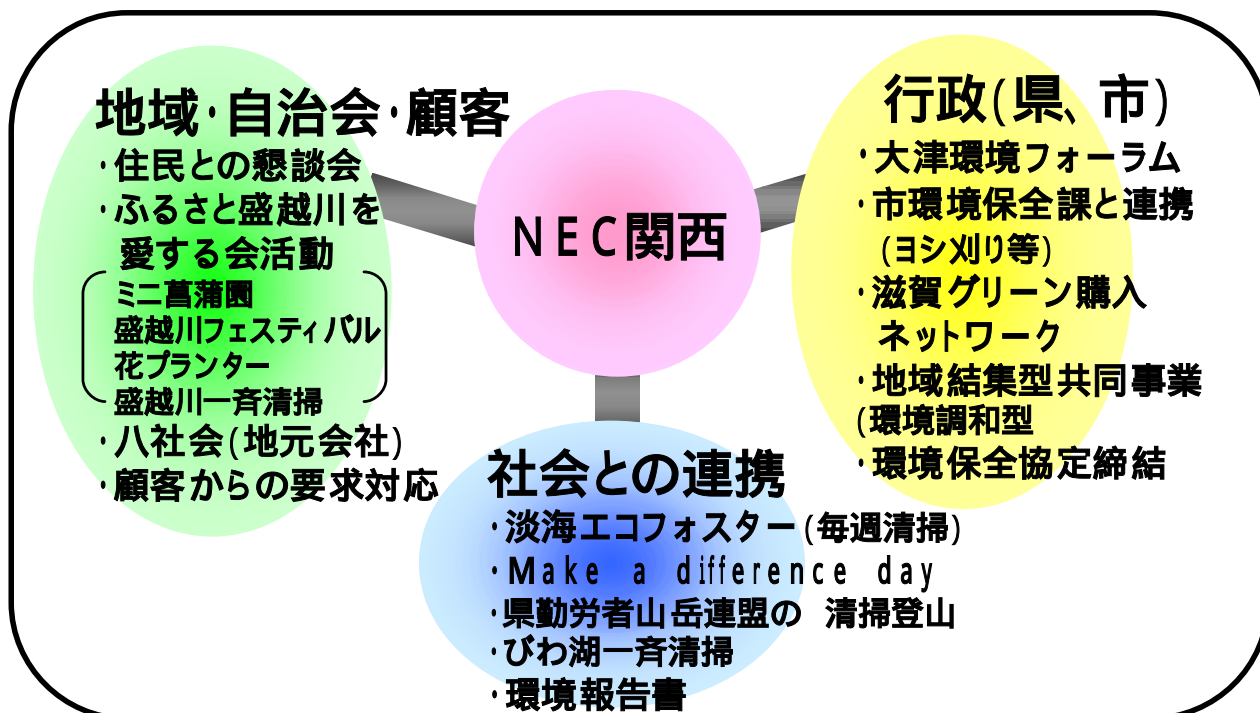 地域・自治会・顧客
・住民との懇談会
・ふるさと盛越川を
愛する会活動
ミニ菖蒲園
盛越川フェスティバル
花プランター
盛越川一斉清掃
・八社会(地元会社)
・顧客からの要求対応
NEC関西
行政(県、市)
・大津環境フォーラム
・市環境保全課と連携
(ヨシ刈り等)
・滋賀グリーン購入
ネットワーク
・地域結集型共同事業
(環境調和型
・環境保全協定締結
社会との連携
・淡海エコフォスター(毎週清掃)
・Make a difference day
・県勤労者山岳連盟の 清掃登山
・びわ湖一斉清掃
・環境報告書